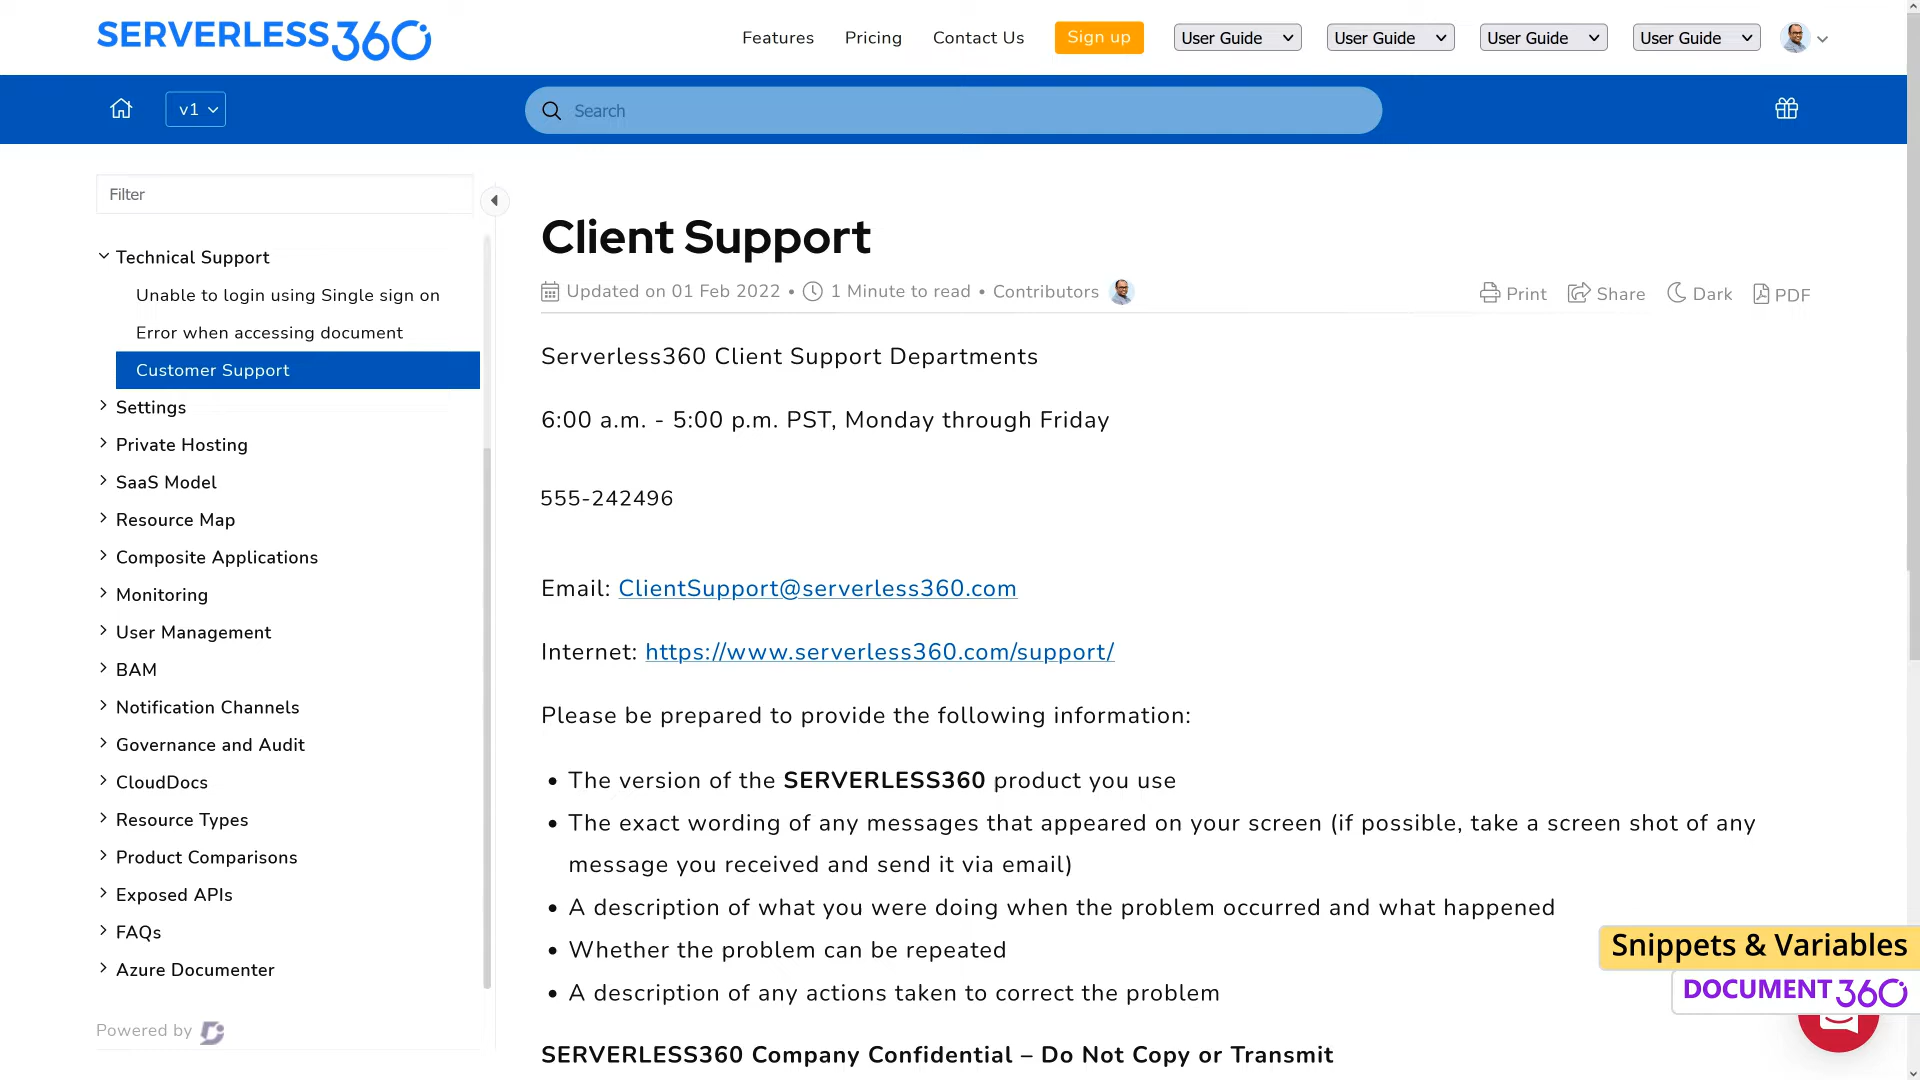 SERVERLESS360
Features
Pricing
Contact Us
Sign up
User Guide
User Guide
User Guide
User Guide
v1
Search
Filter
Technical Support
Unable to login using Single sign on
Error when accessing document
Customer Support
Settings
Private Hosting
SaaS Model
Resource Map
Composite Applications
Monitoring
User Management
BAM
Notification Channels
Governance and Audit
CloudDocs
Resource Types
Product Comparisons
Exposed APIs
FAQs
Azure Documenter
Powered by
Client Support
Updated on 01 Feb 2022 • 1 Minute to read • Contributors
Print
Share
Dark
PDF
Serverless360 Client Support Departments
6:00 a.m. - 5:00 p.m. PST, Monday through Friday
555-242496
Email: ClientSupport@serverless360.com
Internet: https://www.serverless360.com/support/
Please be prepared to provide the following information:
• The version of the SERVERLESS360 product you use
• The exact wording of any messages that appeared on your screen (if possible, take a screen shot of any
message you received and send it via email)
• A description of what you were doing when the problem occurred and what happened
• Whether the problem can be repeated
• A description of any actions taken to correct the problem
SERVERLESS360 Company Confidential – Do Not Copy or Transmit
Snippets & Variables
DOCUMENT360